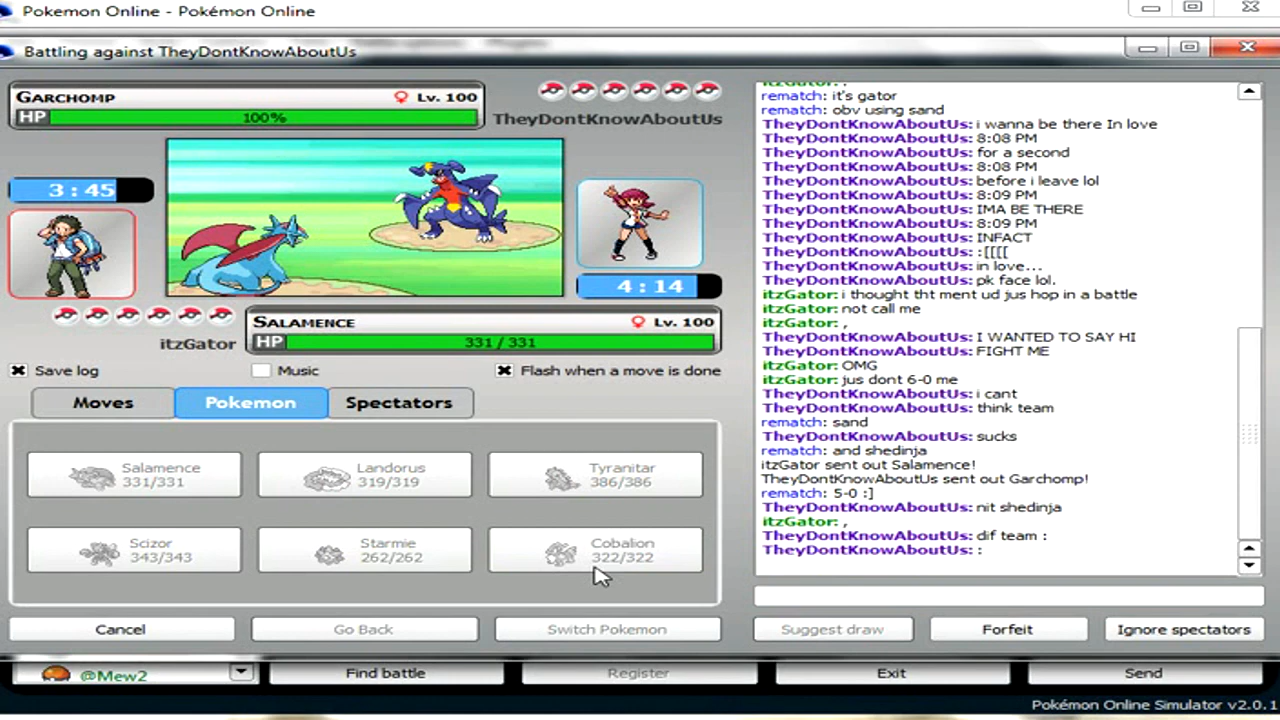 Pokemon Online - Pokémon Online
Battling against TheyDontKnowAboutUs
GARCHOMP Lv. 100
HP 100%
TheyDontKnowAboutUs
3:45
4:14
SALAMENCE Lv. 100
HP 331/331
itzGator
Save log
Music
Flash when a move is done
Moves
Pokemon
Spectators
Salamence
331/331
Landorus
319/319
Tyranitar
386/386
Scizor
343/343
Starmie
262/262
Cobalion
322/322
Cancel
Go Back
Switch Pokemon
rematch: it's gator
rematch: obv using sand
TheyDontKnowAboutUs: i wanna be there In love
TheyDontKnowAboutUs: 8:08 PM
TheyDontKnowAboutUs: for a second
TheyDontKnowAboutUs: 8:08 PM
TheyDontKnowAboutUs: before i leave lol
TheyDontKnowAboutUs: 8:09 PM
TheyDontKnowAboutUs: IMA BE THERE
TheyDontKnowAboutUs: 8:09 PM
TheyDontKnowAboutUs: INFACT
TheyDontKnowAboutUs: :[[[[
TheyDontKnowAboutUs: in love...
TheyDontKnowAboutUs: pk face lol.
itzGator: i thought tht ment ud jus hop in a battle
itzGator: not call me
itzGator: ,
TheyDontKnowAboutUs: I WANTED TO SAY HI
TheyDontKnowAboutUs: FIGHT ME
itzGator: OMG
itzGator: jus dont 6-0 me
TheyDontKnowAboutUs: i cant
TheyDontKnowAboutUs: think team
rematch: sand
TheyDontKnowAboutUs: sucks
rematch: and shedinja
itzGator sent out Salamence!
TheyDontKnowAboutUs sent out Garchomp!
rematch: 5-0 :]
TheyDontKnowAboutUs: nit shedinja
itzGator: ,
TheyDontKnowAboutUs: dif team :
TheyDontKnowAboutUs: :
Suggest draw
Forfeit
Ignore spectators
@Mew2
Find battle
Register
Exit
Send
Pokémon Online Simulator v2.0.1